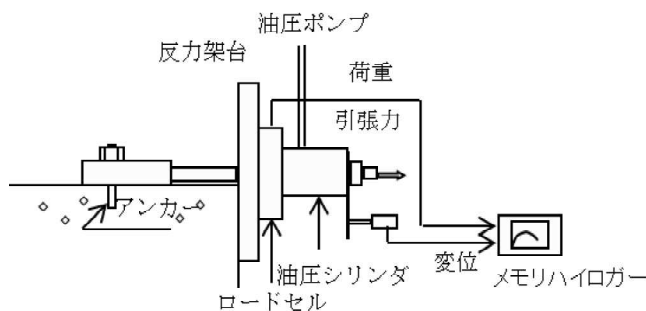 油圧ポンプ
反力架台
荷重
引張力
アンカー
油圧シリンダ
変位
メモリハイロガー
ロードセル